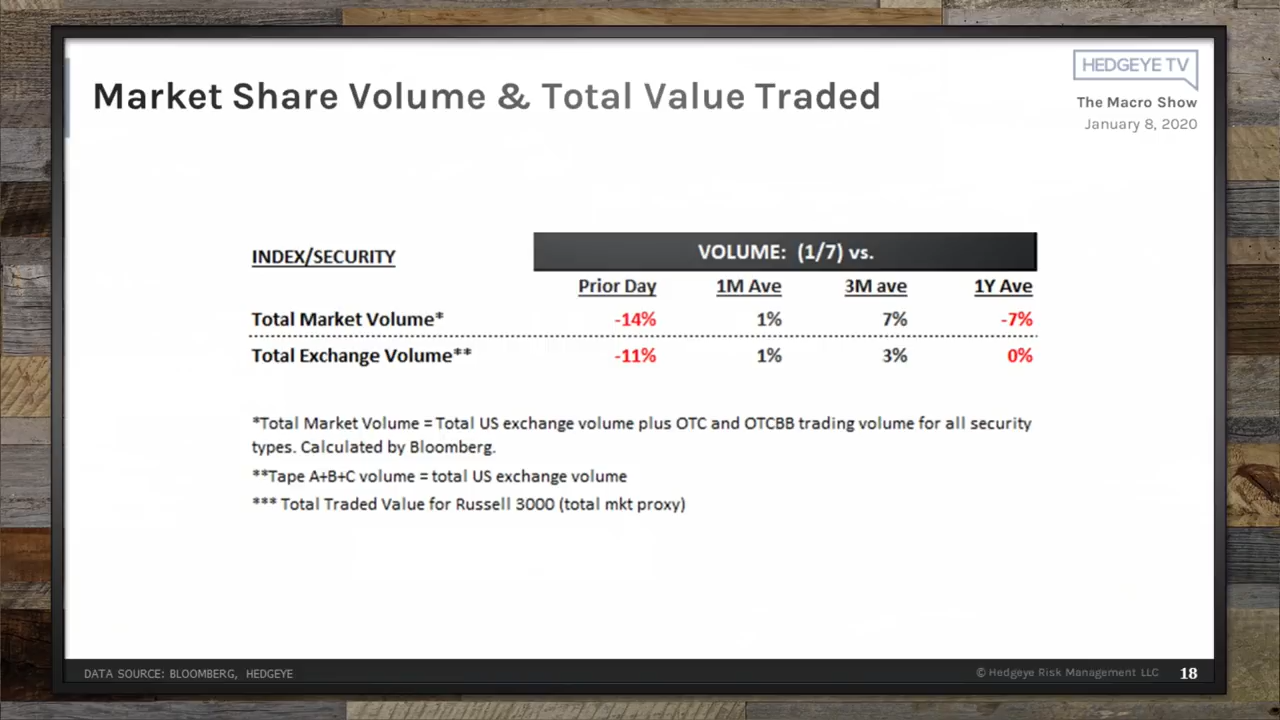 Market Share Volume & Total Value Traded
HEDGEYE TV
The Macro Show
January 8, 2020
INDEX/SECURITY
VOLUME: (1/7) vs.
Prior Day 1M Ave 3M ave 1Y Ave
Total Market Volume* -14% 1% 7% -7%
Total Exchange Volume** -11% 1% 3% 0%
*Total Market Volume = Total US exchange volume plus OTC and OTCBB trading volume for all security
types. Calculated by Bloomberg.
**Tape A+B+C volume = total US exchange volume
*** Total Traded Value for Russell 3000 (total mkt proxy)
DATA SOURCE: BLOOMBERG, HEDGEYE
© Hedgeye Risk Management LLC 18